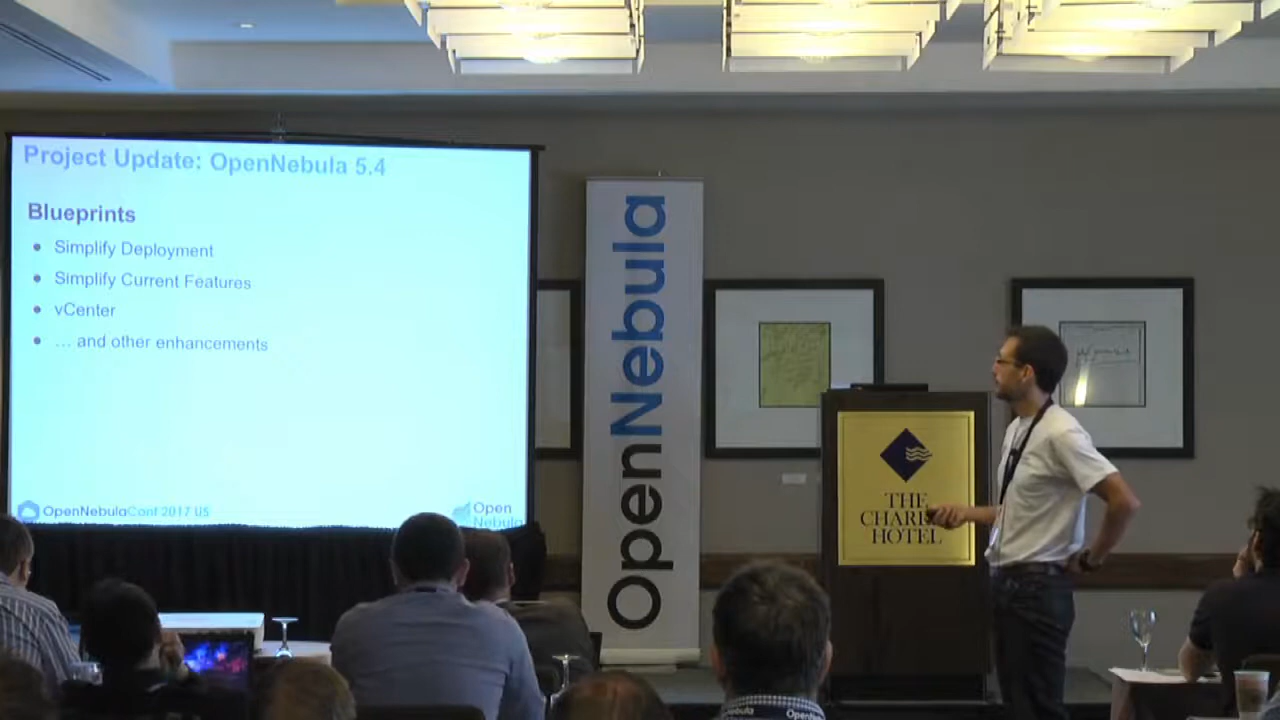 Project Update: OpenNebula 5.4
Blueprints
Simplify Deployment
Simplify Current Features
vCenter
… and other enhancements
OpenNebulaConf 2017 US
Open
Nebula
OpenNebula
THE
HOTEL